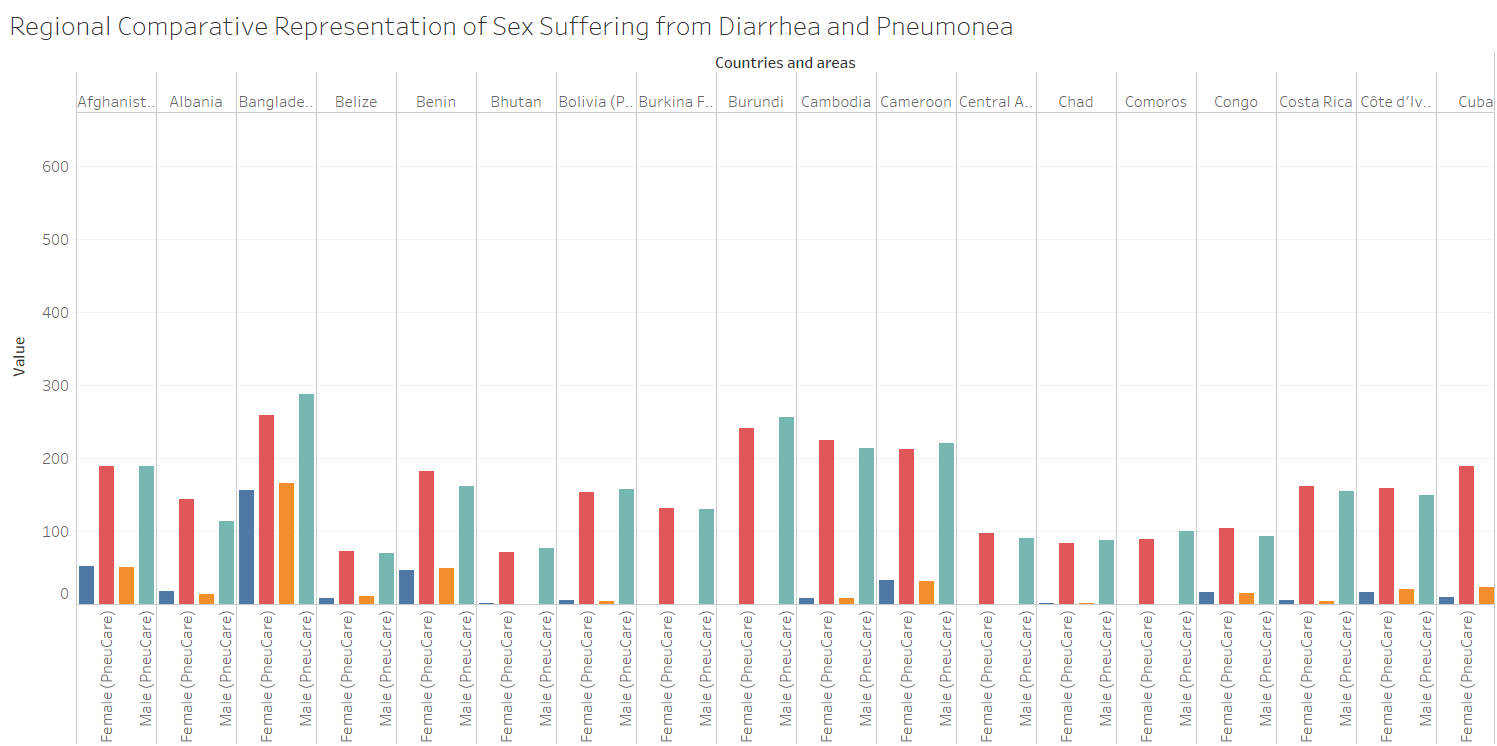 Regional Comparative Representation of Sex Suffering from Diarrhea and Pneumonea
Countries and areas
Afghanist.. Albania Banglade.. Belize Benin Bhutan Bolivia (P.. Burkina F.. Burundi Cambodia Cameroon Central A.. Chad Comoros Congo Costa Rica Côte d’Iv.. Cuba
600
500
400
300
200
100
0
Value
Female (PneuCare)
Male (PneuCare)
Female (PneuCare)
Male (PneuCare)
Female (PneuCare)
Male (PneuCare)
Female (PneuCare)
Male (PneuCare)
Female (PneuCare)
Male (PneuCare)
Female (PneuCare)
Male (PneuCare)
Female (PneuCare)
Male (PneuCare)
Female (PneuCare)
Male (PneuCare)
Female (PneuCare)
Male (PneuCare)
Female (PneuCare)
Male (PneuCare)
Female (PneuCare)
Male (PneuCare)
Female (PneuCare)
Male (PneuCare)
Female (PneuCare)
Male (PneuCare)
Female (PneuCare)
Male (PneuCare)
Female (PneuCare)
Male (PneuCare)
Female (PneuCare)
Male (PneuCare)
Female (PneuCare)
Male (PneuCare)
Female (PneuCare)